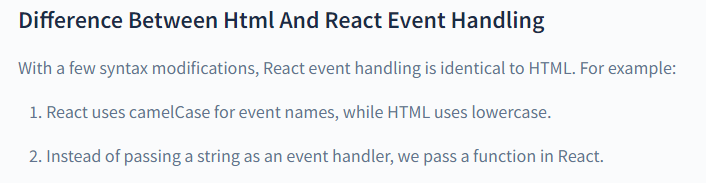 Difference Between Html And React Event Handling
With a few syntax modifications, React event handling is identical to HTML. For example:
1. React uses camelCase for event names, while HTML uses lowercase.
2. Instead of passing a string as an event handler, we pass a function in React.